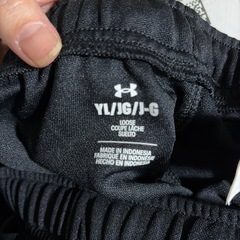 YL/JG/J-G
LOOSE
COUPE LÂCHE
SUELTO
MADE IN INDONESIA
FABRIQUÉ EN INDONÉSIE
HECHO EN INDONESIA